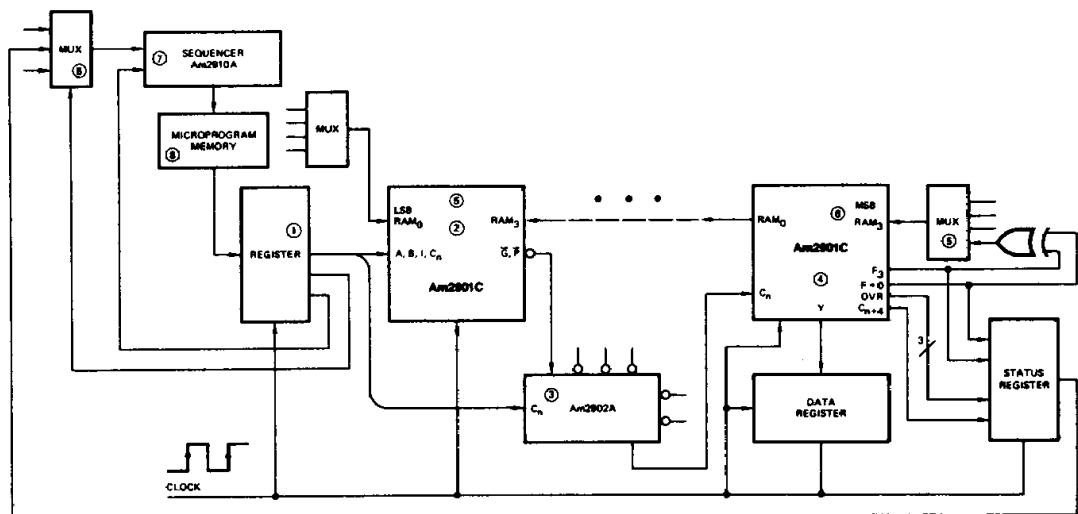 MUX
6
7
SEQUENCER
Am2910A
MICROPROGRAM
MEMORY
8
MUX
1
REGISTER
LSB
RAM0
5
2
RAM3
A, B, I, Cn
G, P
Am2901C
• • •
RAM0
6
MSB
RAM3
Am2901C
4
Cn
Y
F3
F = 0
OVR
Cn+4
MUX
5
3
STATUS
REGISTER
3
Cn
Am2902A
DATA
REGISTER
CLOCK